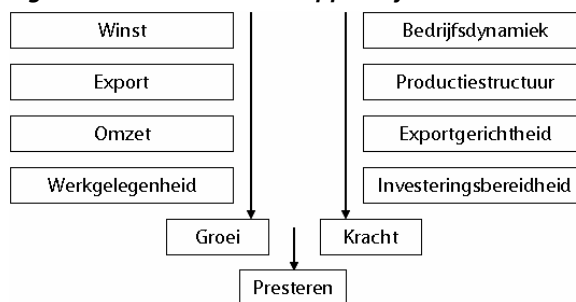 Winst
Bedrijfsdynamiek
Export
Productiestructuur
Omzet
Exportgerichtheid
Werkgelegenheid
Investeringsbereidheid
Groei
Kracht
Presteren